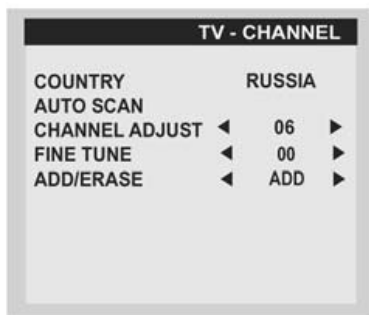 TV - CHANNEL
COUNTRY RUSSIA
AUTO SCAN
CHANNEL ADJUST ◀ 06 ▶
FINE TUNE ◀ 00 ▶
ADD/ERASE ◀ ADD ▶